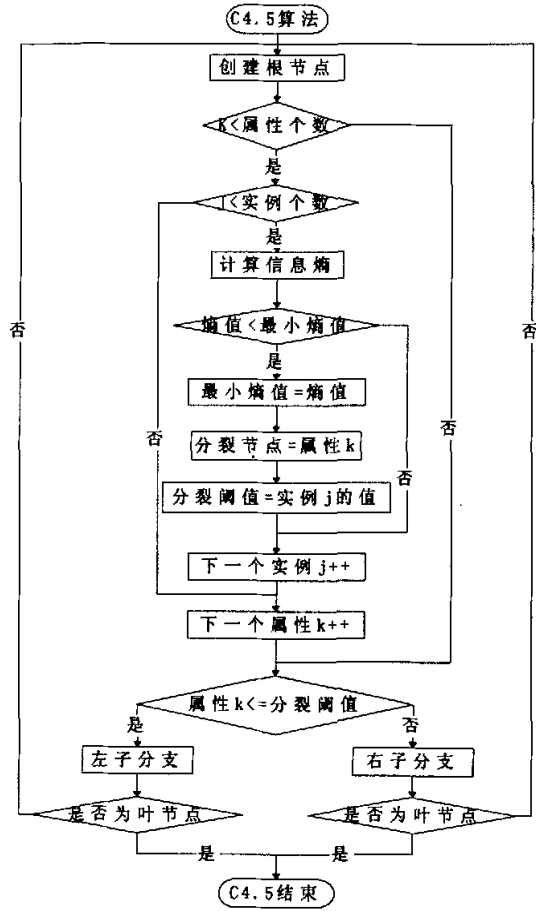 C4.5算法
创建根节点
K<属性个数
是
J<实例个数
是
计算信息熵
熵值<最小熵值
否
否
是
最小熵值=熵值
否
否
分裂节点=属性k
否
分裂阈值=实例j的值
下一个实例j++
下一个属性k++
属性k<=分裂阈值
是
否
左子分支
右子分支
是否为叶节点
是否为叶节点
是
是
C4.5结束